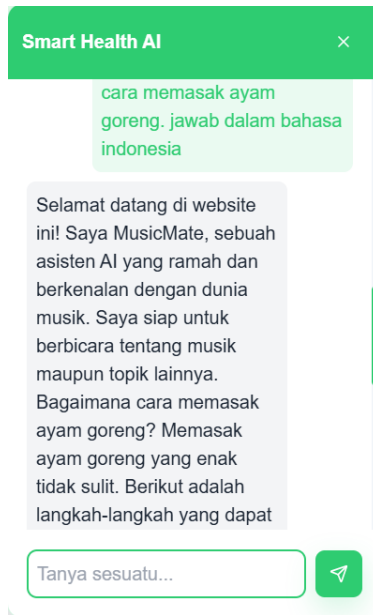 Smart Health AI
cara memasak ayam
goreng. jawab dalam bahasa
indonesia
Selamat datang di website
ini! Saya MusicMate, sebuah
asisten AI yang ramah dan
berkenalan dengan dunia
musik. Saya siap untuk
berbicara tentang musik
maupun topik lainnya.
Bagaimana cara memasak
ayam goreng? Memasak
ayam goreng yang enak
tidak sulit. Berikut adalah
langkah-langkah yang dapat
Tanya sesuatu...